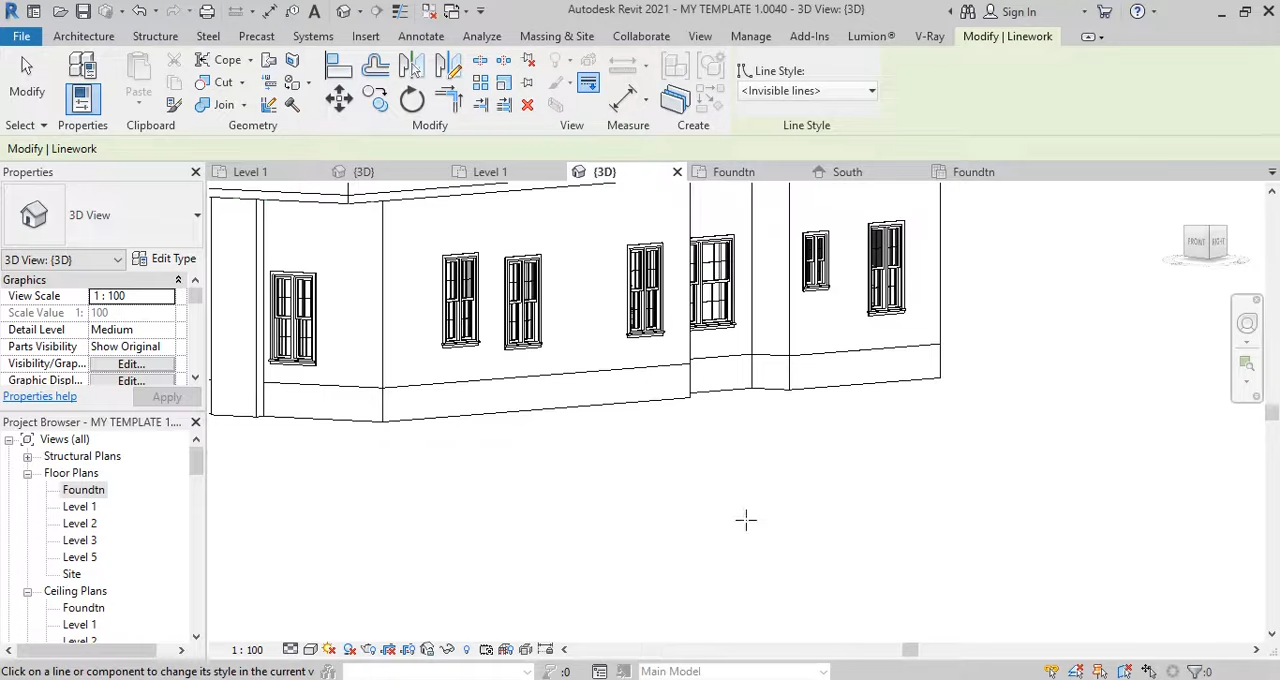 Autodesk Revit 2021 - MY TEMPLATE 1.0040 - 3D View: {3D}
Sign In
File Architecture Structure Steel Precast Systems Insert Annotate Analyze Massing & Site Collaborate View Manage Add-Ins Lumion® V-Ray Modify | Linework
Cope
Line Style:
Cut
Modify Paste <Invisible lines>
Join
Select Properties Clipboard Geometry Modify View Measure Create Line Style
Modify | Linework
Properties Level 1 {3D} Level 1 {3D} Foundtn South Foundtn
3D View
3D View: {3D} Edit Type
FRONT RIGHT
Graphics
View Scale 1 : 100
Scale Value 1: 100
Detail Level Medium
Parts Visibility Show Original
Visibility/Grap... Edit...
Graphic Displ... Edit...
Properties help Apply
Project Browser - MY TEMPLATE 1....
Views (all)
Structural Plans
Floor Plans
Foundtn
Level 1
Level 2
Level 3
Level 5
Site
Ceiling Plans
Foundtn
Level 1
Level 2
1 : 100
Click on a line or component to change its style in the current v :0 Main Model :0